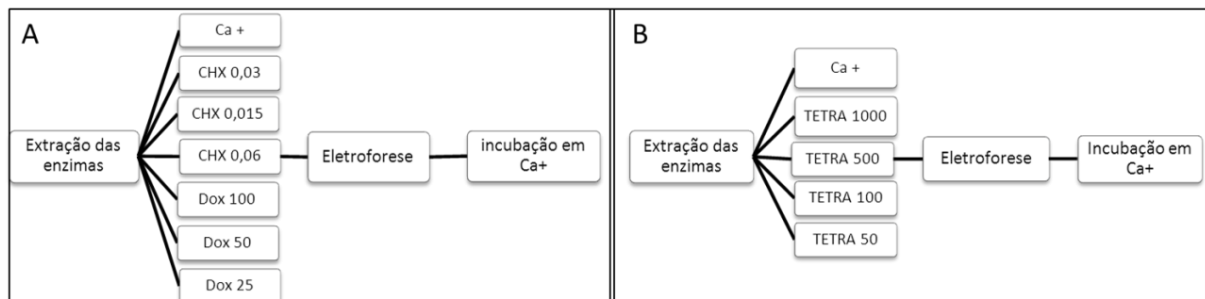 A
Ca +
CHX 0,03
CHX 0,015
Extração das
enzimas
CHX 0,06
Eletroforese
incubação em
Ca+
Dox 100
Dox 50
Dox 25
B
Ca +
TETRA 1000
Extração das
enzimas
TETRA 500
Eletroforese
Incubação em
Ca+
TETRA 100
TETRA 50